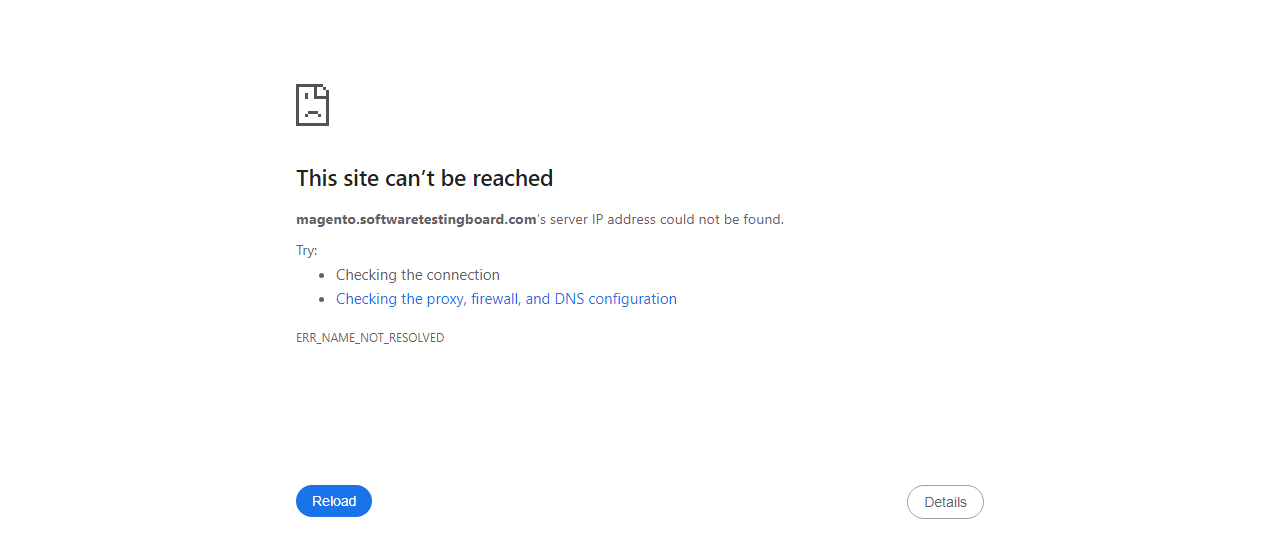 This site can’t be reached
magento.softwaretestingboard.com’s server IP address could not be found.
Try:
• Checking the connection
• Checking the proxy, firewall, and DNS configuration
ERR_NAME_NOT_RESOLVED
Reload
Details